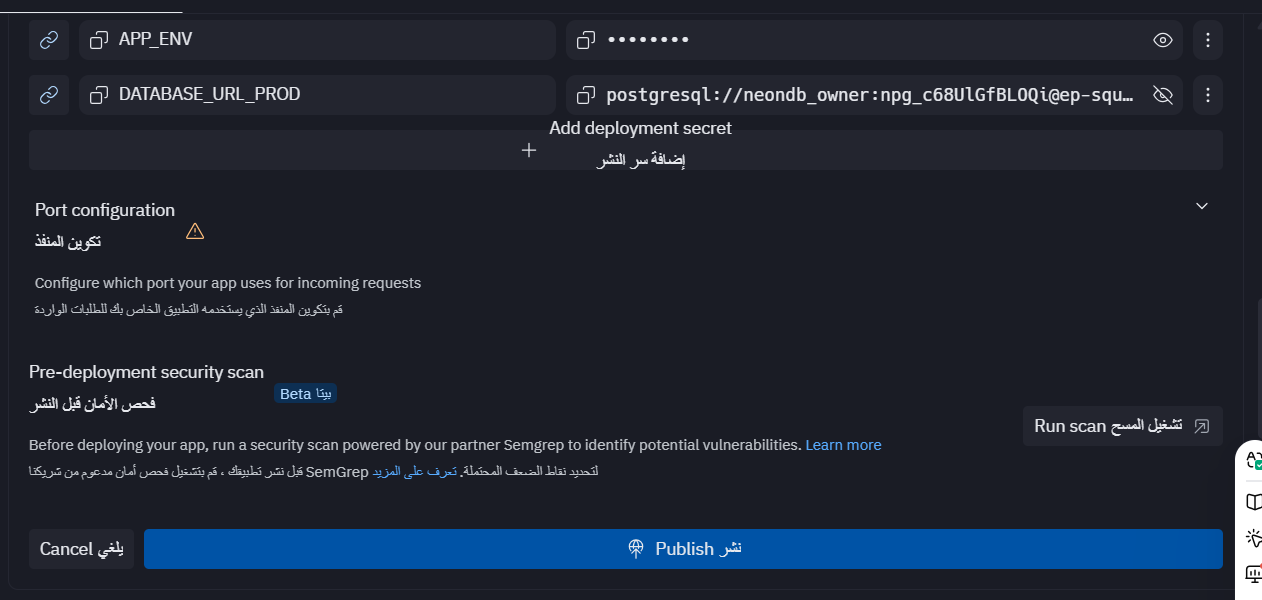 APP_ENV ••••••••
DATABASE_URL_PROD postgresql://neondb_owner:npg_c68UlGfBLOQi@ep-squ…
Add deployment secret
إضافة سر النشر
Port configuration
تكوين المنفذ
Configure which port your app uses for incoming requests
قم بتكوين المنفذ الذي يستخدمه التطبيق الخاص بك للطلبات الواردة
Pre-deployment security scan
فحص الأمان قبل النشر
Beta بيتا
Run scan تشغيل المسح
Before deploying your app, run a security scan powered by our partner Semgrep to identify potential vulnerabilities. Learn more
قبل نشر تطبيقك ، قم بتشغيل فحص أمان مدعوم من شريكنا SemGrep لتحديد نقاط الضعف المحتملة. تعرف على المزيد
Cancel يلغي
Publish نشر